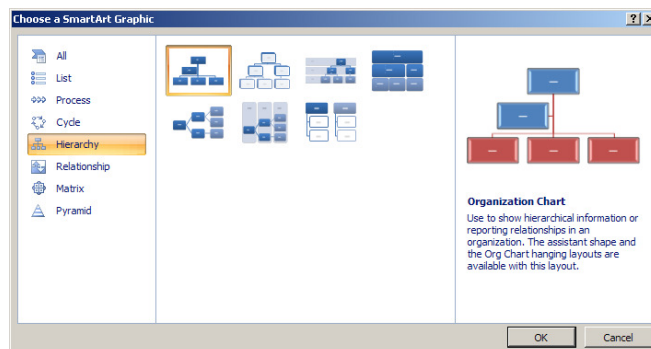 Choose a SmartArt Graphic
All
List
Process
Cycle
Hierarchy
Relationship
Matrix
Pyramid
Organization Chart
Use to show hierarchical information or
reporting relationships in an
organization. The assistant shape and
the Org Chart hanging layouts are
available with this layout.
OK
Cancel